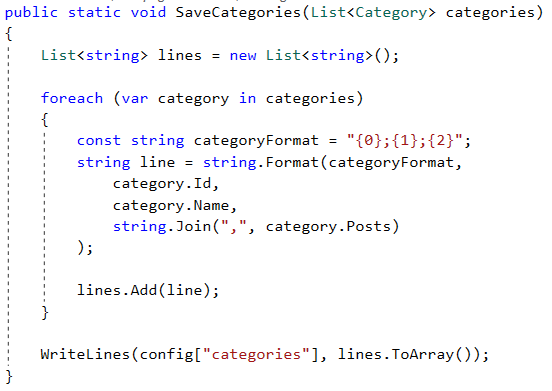 public static void SaveCategories(List<Category> categories)
{
    List<string> lines = new List<string>();

    foreach (var category in categories)
    {
        const string categoryFormat = "{0};{1};{2}";
        string line = string.Format(categoryFormat,
            category.Id,
            category.Name,
            string.Join(",", category.Posts)
        );

        lines.Add(line);
    }

    WriteLines(config["categories"], lines.ToArray());
}